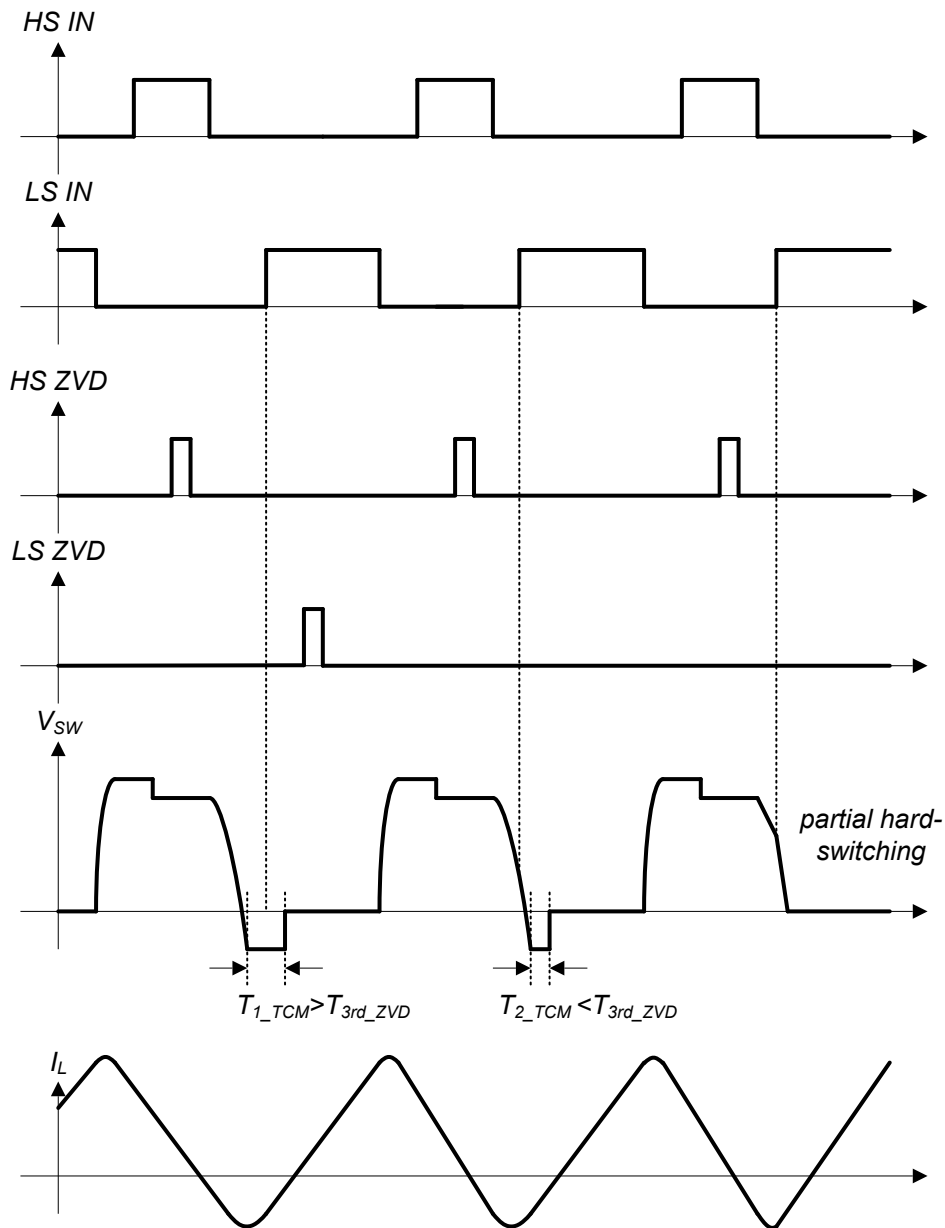 HS IN
LS IN
HS ZVD
LS ZVD
VSW
partial hard-
switching
T1_TCM>T3rd_ZVD
T2_TCM <T3rd_ZVD
IL